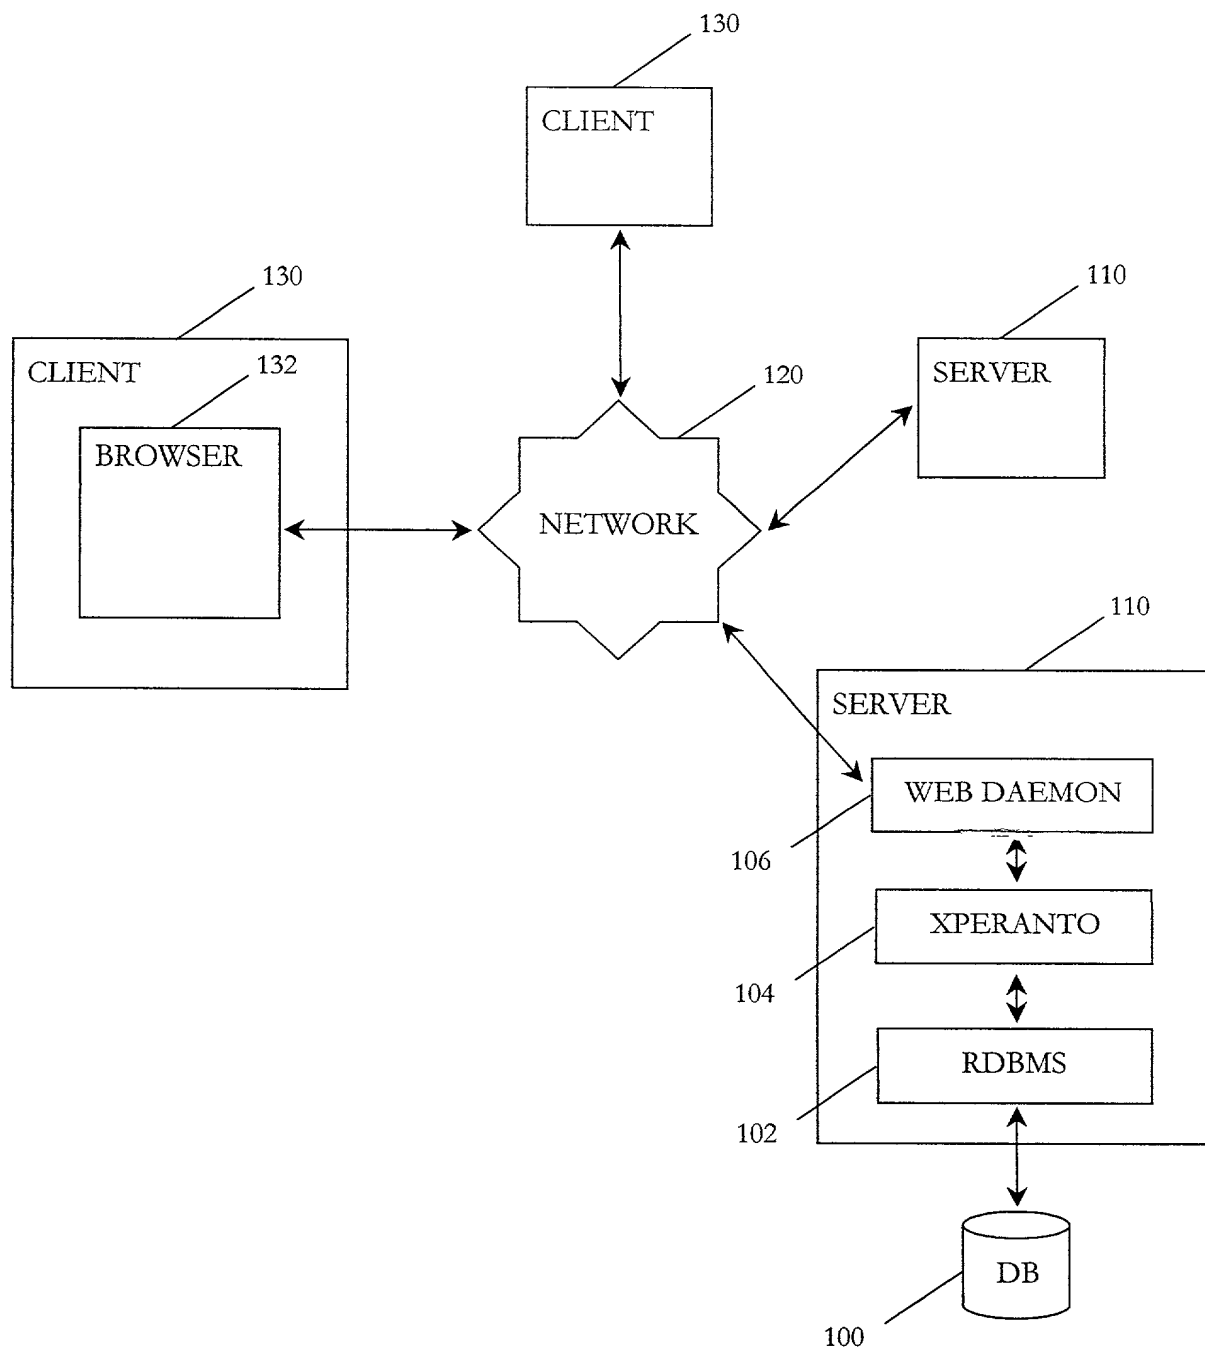 130
CLIENT
130
110
CLIENT
132
SERVER
120
BROWSER
NETWORK
110
SERVER
WEB DAEMON
106
XPERANTO
104
RDBMS
102
DB
100